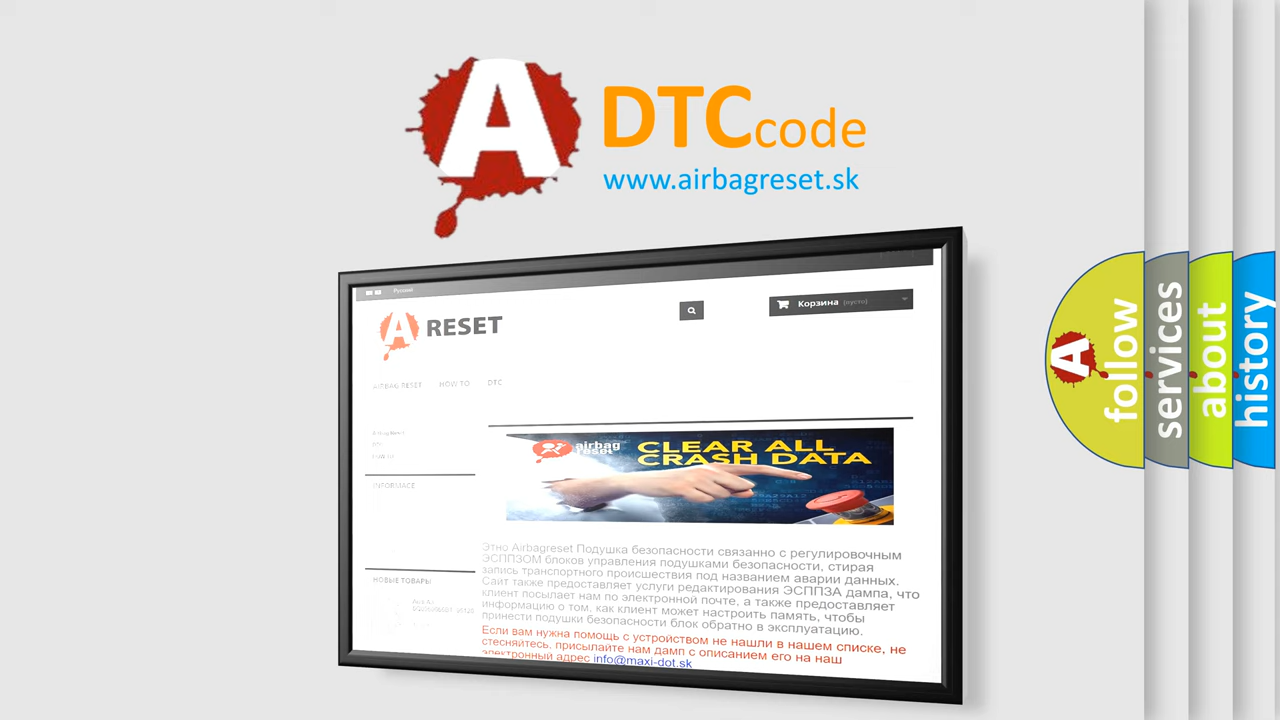 A DTC code
www.airbagreset.sk
Русский
Корзина (пусто)
A RESET
AIRBAG RESET HOW TO DTC
INFORMACE
airbag
reset
CLEAR ALL
CRASH DATA
Этно Airbagreset Подушка безопасности связанно с регулировочным
ЭСППЗОМ блоков управления подушками безопасности, стирая
запись транспортного происшествия под названием аварии данных.
Сайт также предоставляет услуги редактирования ЭСППЗА дампа, что
клиент посылает нам по электронной почте, а также предоставляет
информацию о том, как клиент может настроить память, чтобы
принести подушки безопасности блок обратно в эксплуатацию.
Если вам нужна помощь с устройством не нашли в нашем списке, не
стесняйтесь, присылайте нам дамп с описанием его на наш
электронный адрес info@maxi-dot.sk
НОВЫЕ ТОВАРЫ
A follow
services
about
history